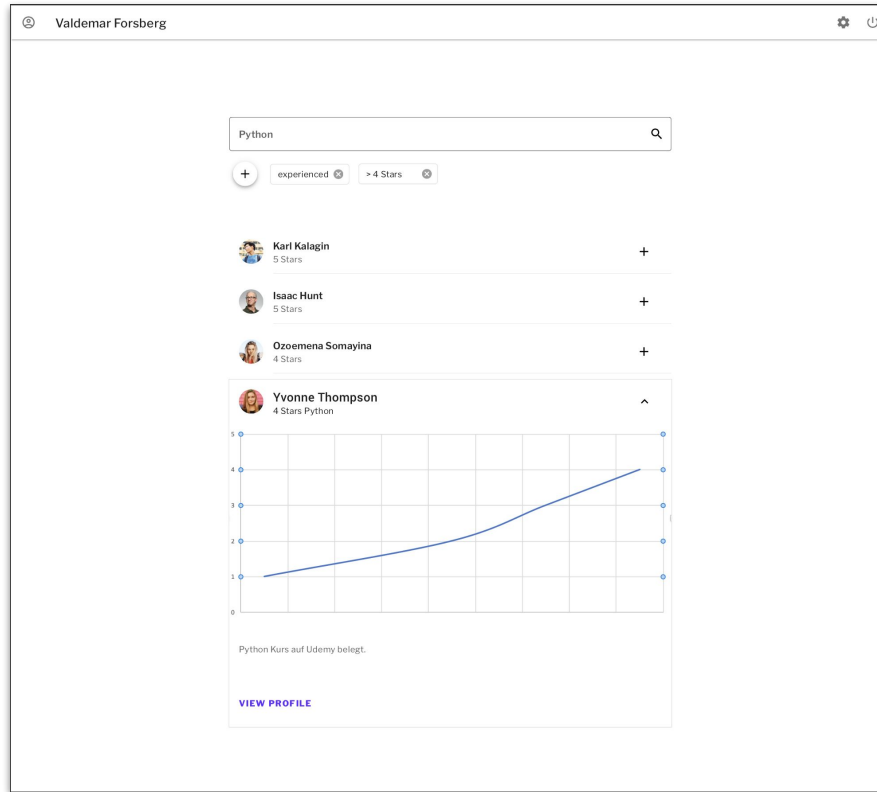 Valdemar Forsberg
Python
experienced
> 4 Stars
Karl Kalagin
5 Stars
Isaac Hunt
5 Stars
Ozoemena Somayina
4 Stars
Yvonne Thompson
4 Stars Python
5
4
3
2
1
0
Python Kurs auf Udemy belegt.
VIEW PROFILE